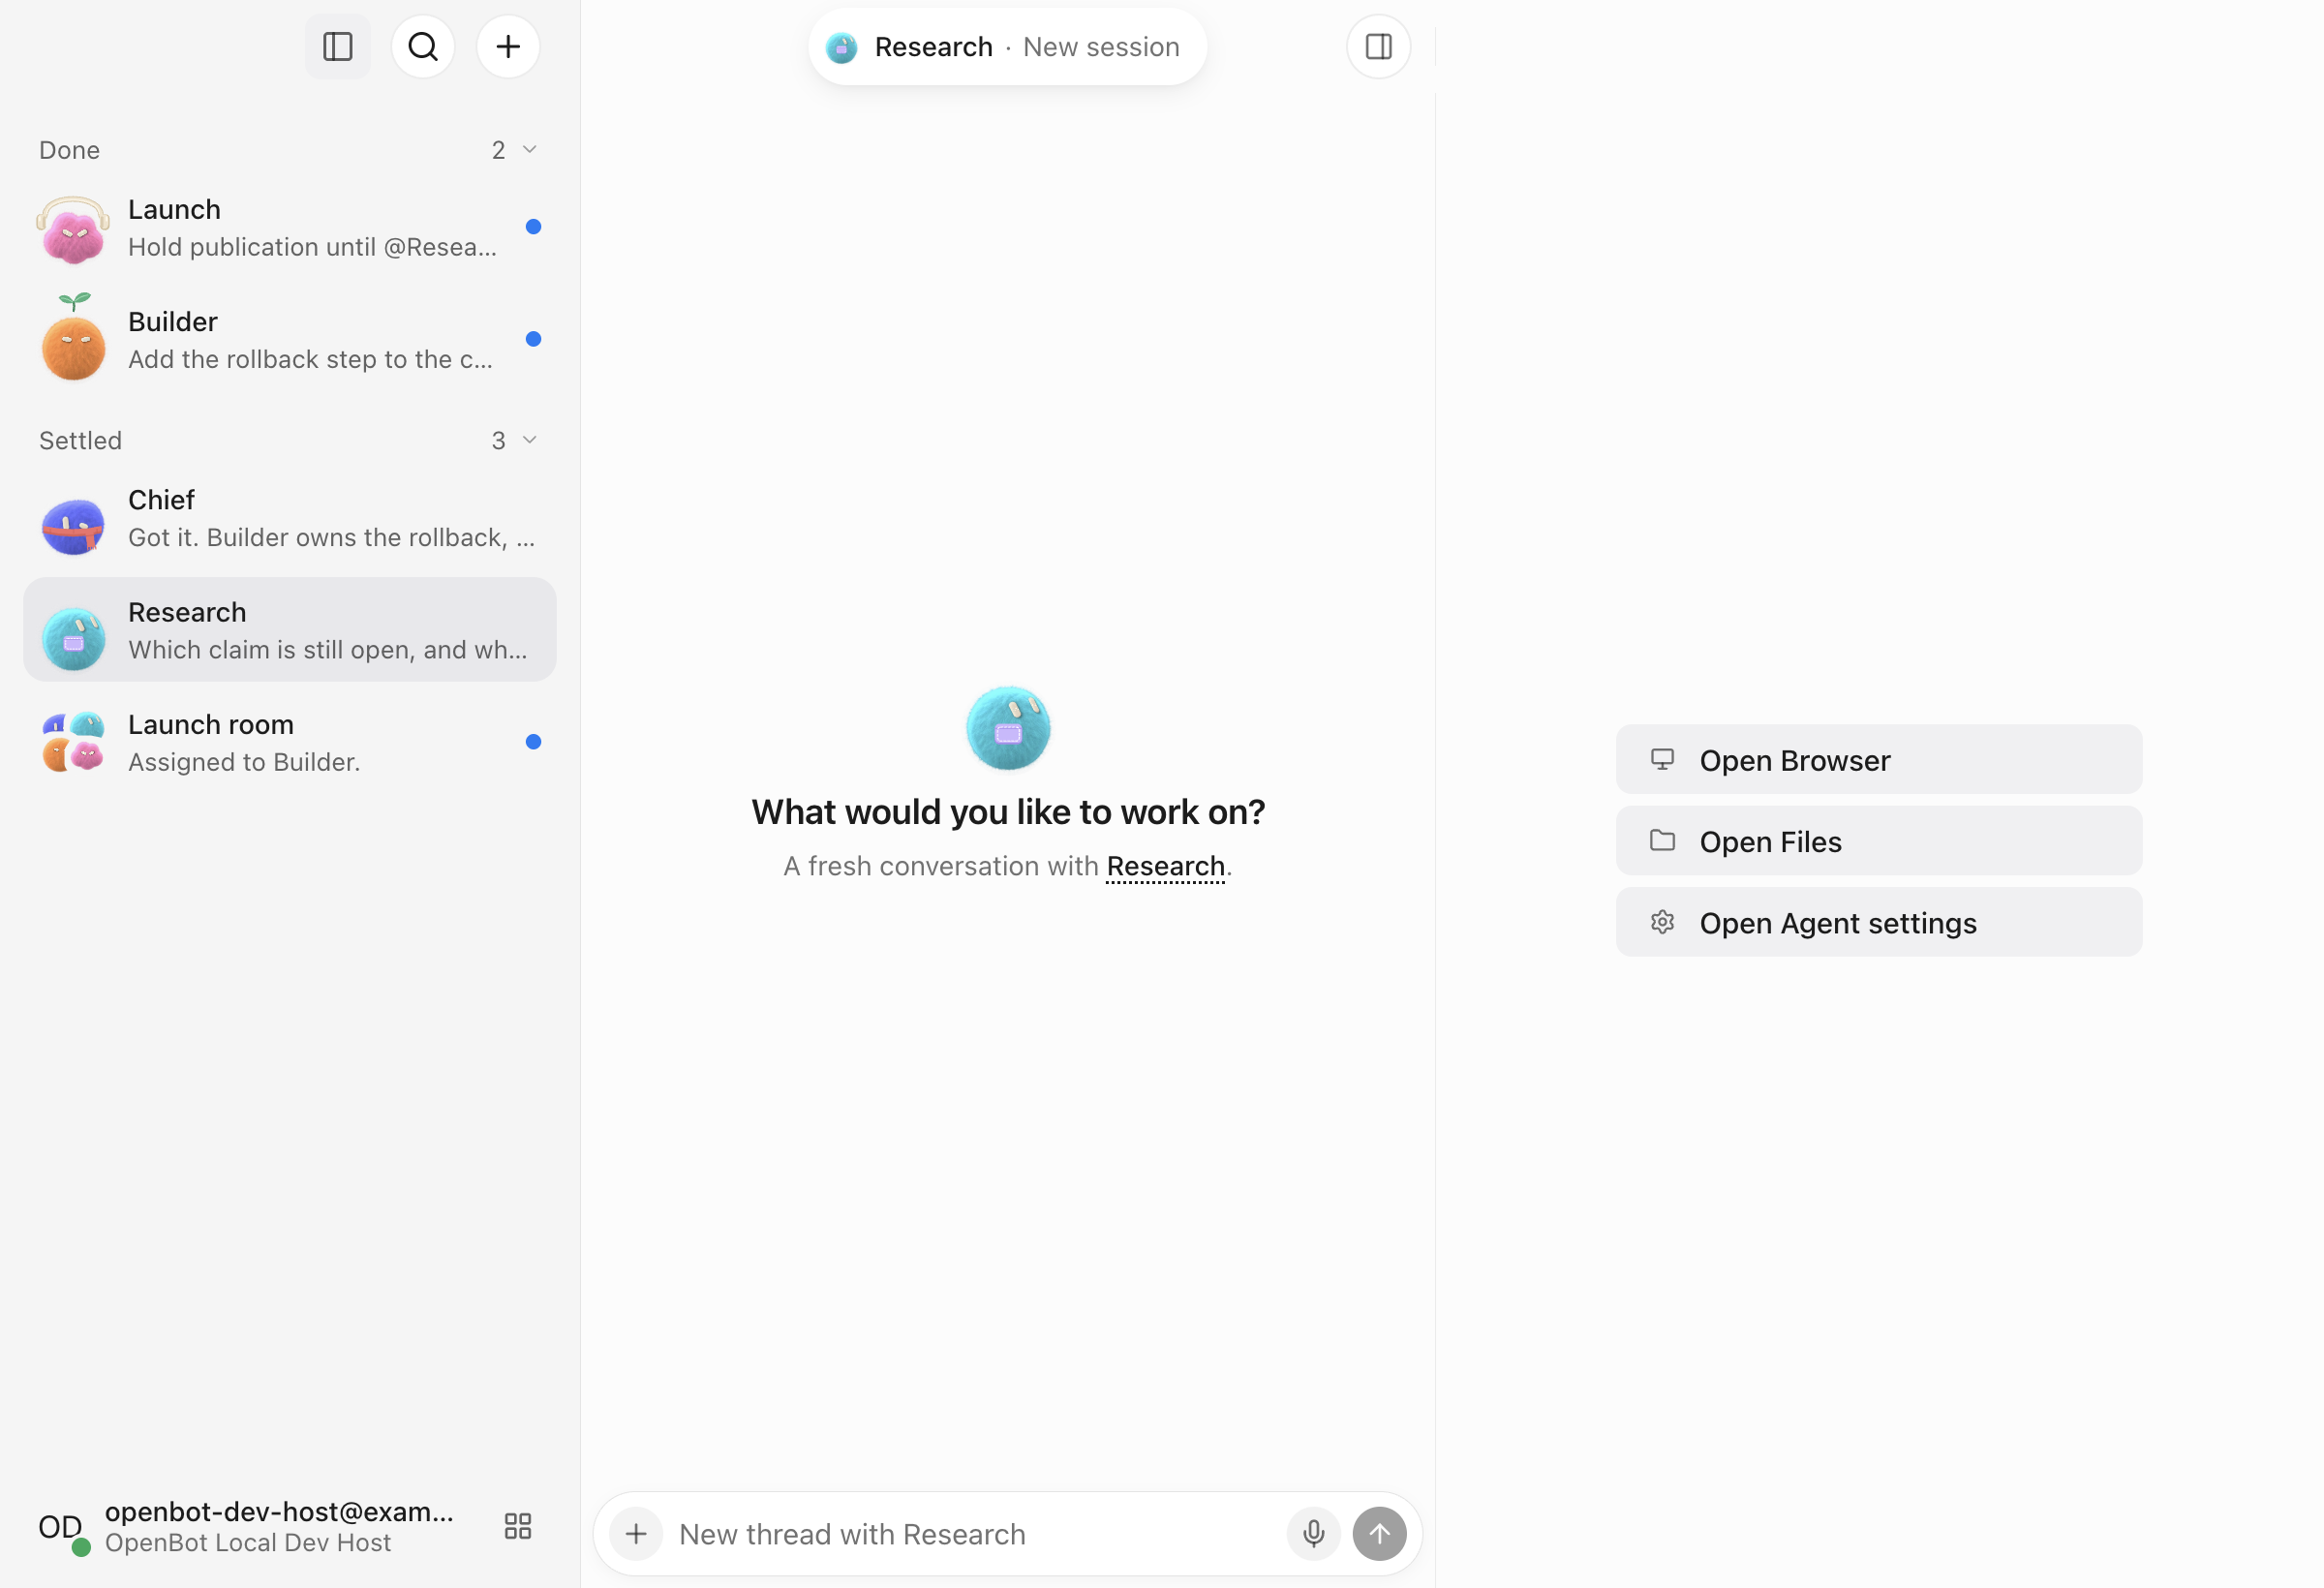 Research · New session
Done 2
Launch
Hold publication until @Resea...
Builder
Add the rollback step to the c...
Settled 3
Chief
Got it. Builder owns the rollback, ...
Research
Which claim is still open, and wh...
Launch room
Assigned to Builder.
OD
openbot-dev-host@exam...
OpenBot Local Dev Host
What would you like to work on?
A fresh conversation with Research.
New thread with Research
Open Browser
Open Files
Open Agent settings